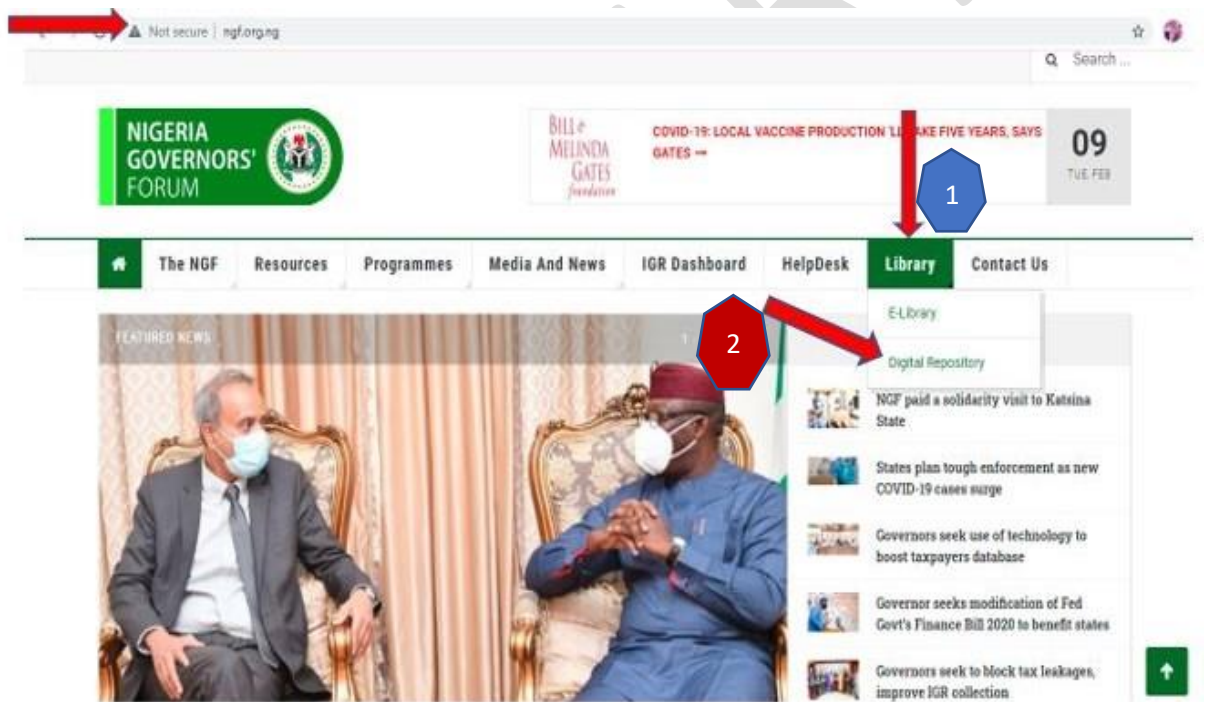 Not secure | ngf.org.ng
Search ...
NIGERIA
GOVERNORS'
FORUM
BILL &
MELINDA
GATES
foundation
COVID-19: LOCAL VACCINE PRODUCTION 'LL TAKE FIVE YEARS, SAYS
GATES
09
TUE, FEB
1
The NGF Resources Programmes Media And News IGR Dashboard HelpDesk Library Contact Us
E-Library
Digital Repository
2
FEATURED NEWS
NGF paid a solidarity visit to Katsina
State
States plan tough enforcement as new
COVID-19 cases surge
Governors seek use of technology to
boost taxpayers database
Governor seeks modification of Fed
Govt's Finance Bill 2020 to benefit states
Governors seek to block tax leakages,
improve IGR collection